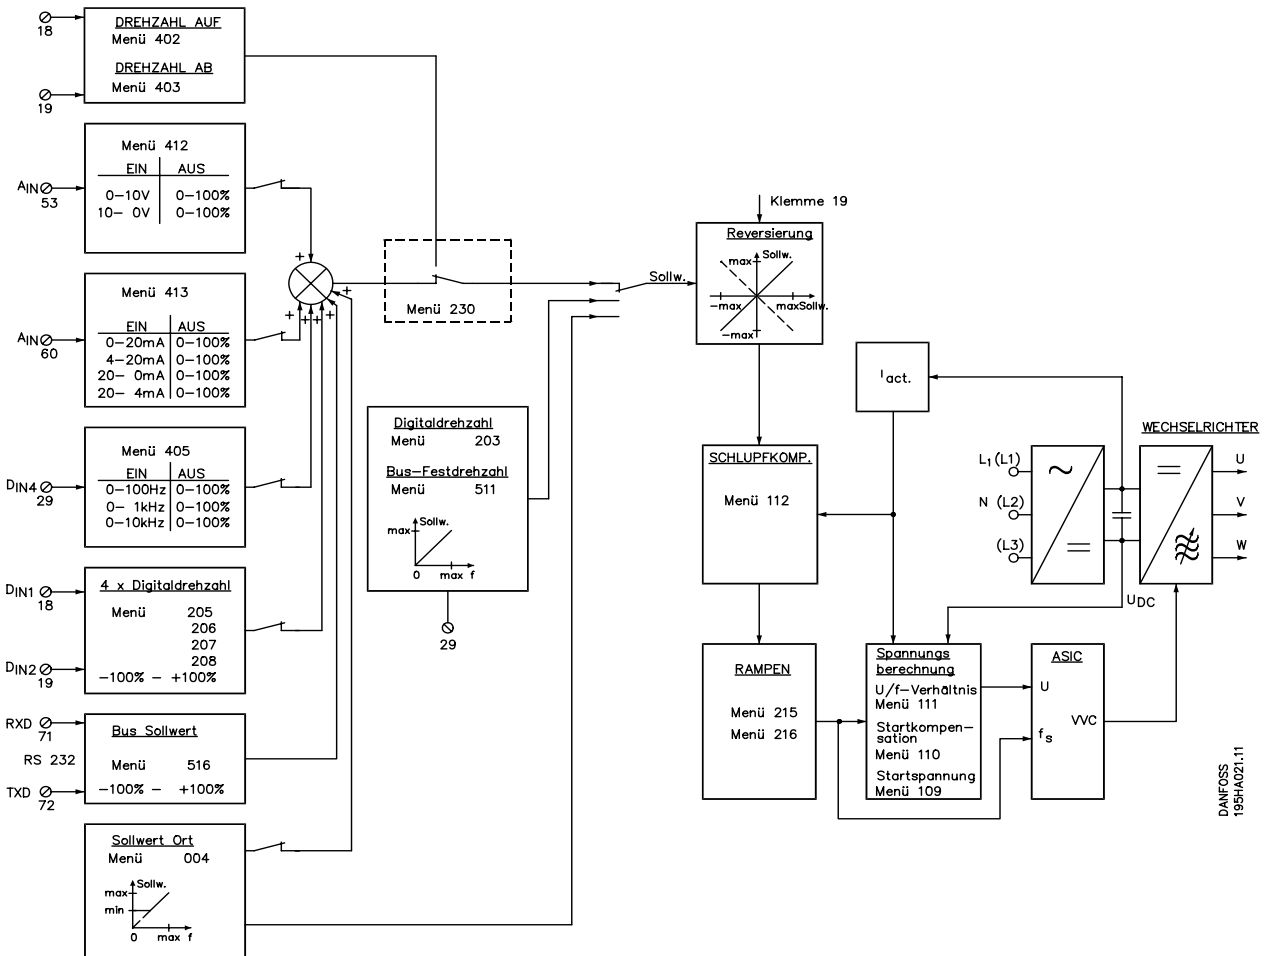 18
DREHZAHL AUF
Menü 402
DREHZAHL AB
Menü 403
19
Menü 412
EIN AUS
0–10V 0–100%
10– 0V 0–100%
AIN
53
Menü 413
EIN AUS
0–20mA 0–100%
4–20mA 0–100%
20– 0mA 0–100%
20– 4mA 0–100%
AIN
60
Menü 405
EIN AUS
0–100Hz 0–100%
0– 1kHz 0–100%
0–10kHz 0–100%
DIN4
29
DIN1
18
4 x Digitaldrehzahl
Menü 205
206
207
208
–100% – +100%
DIN2
19
RXD
71
RS 232
TXD
72
Bus Sollwert
Menü 516
–100% – +100%
Sollwert Ort
Menü 004
Sollw.
max
min
0 max f
+
+
+
+
+
+
+
Menü 230
Digitaldrehzahl
Menü 203
Bus–Festdrehzahl
Menü 511
Sollw.
max
0 max f
29
Sollw.
Klemme 19
Reversierung
max Sollw.
–max maxSollw.
–max
SCHLUPFKOMP.
Menü 112
RAMPEN
Menü 215
Menü 216
Iact.
Spannungs
berechnung
U/f–Verhältnis
Menü 111
Startkompen–
sation
Menü 110
Startspannung
Menü 109
ASIC
U
VVC
fs
L1 (L1)
N (L2)
(L3)
UDC
WECHSELRICHTER
U
V
W
DANFOSS
195HA021.11